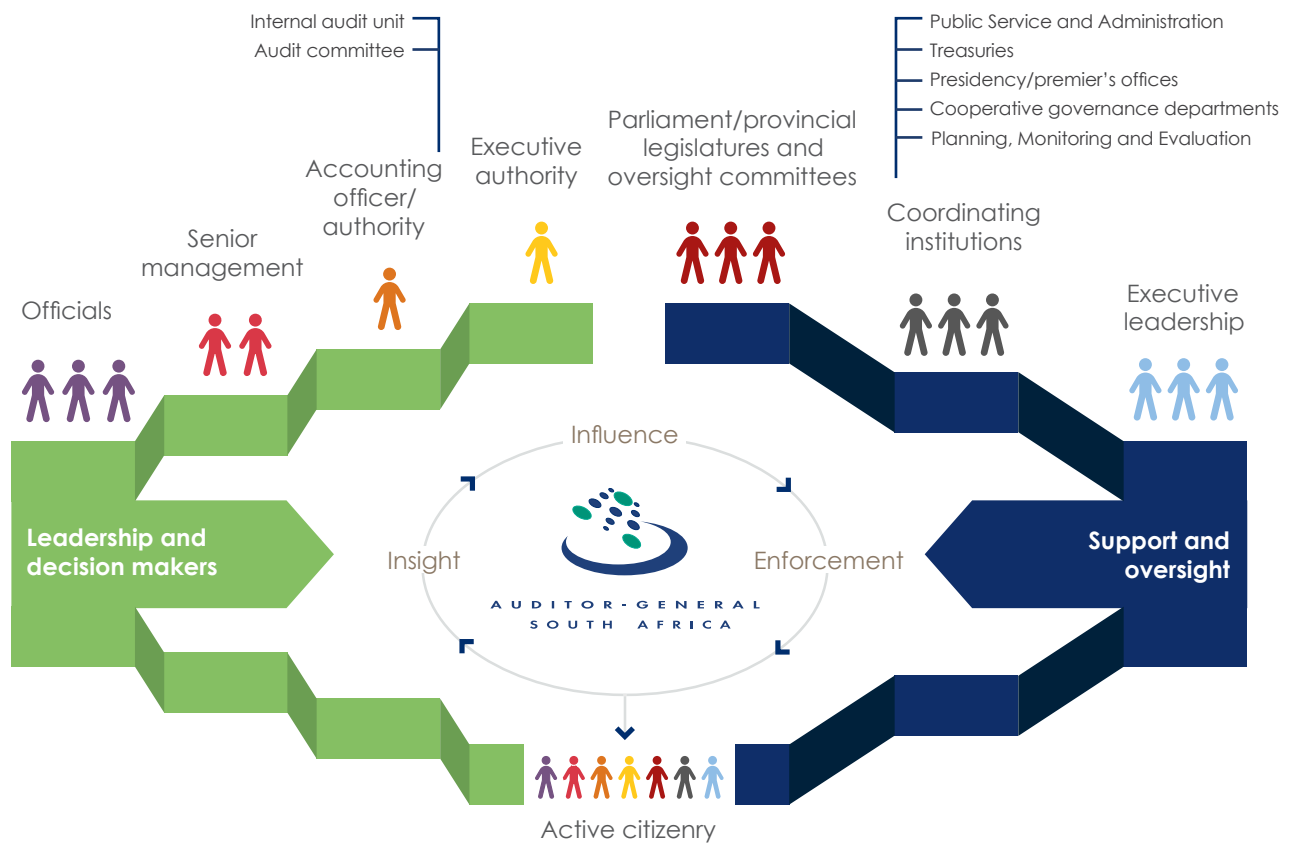 Internal audit unit
Audit committee
Public Service and Administration
Treasuries
Presidency/premier's offices
Cooperative governance departments
Planning, Monitoring and Evaluation
Officials
Senior
management
Accounting
officer/
authority
Executive
authority
Parliament/provincial
legislatures and
oversight committees
Coordinating
institutions
Executive
leadership
Influence
Leadership and
decision makers
Insight
Enforcement
Support and
oversight
AUDITOR-GENERAL
SOUTH AFRICA
Active citizenry